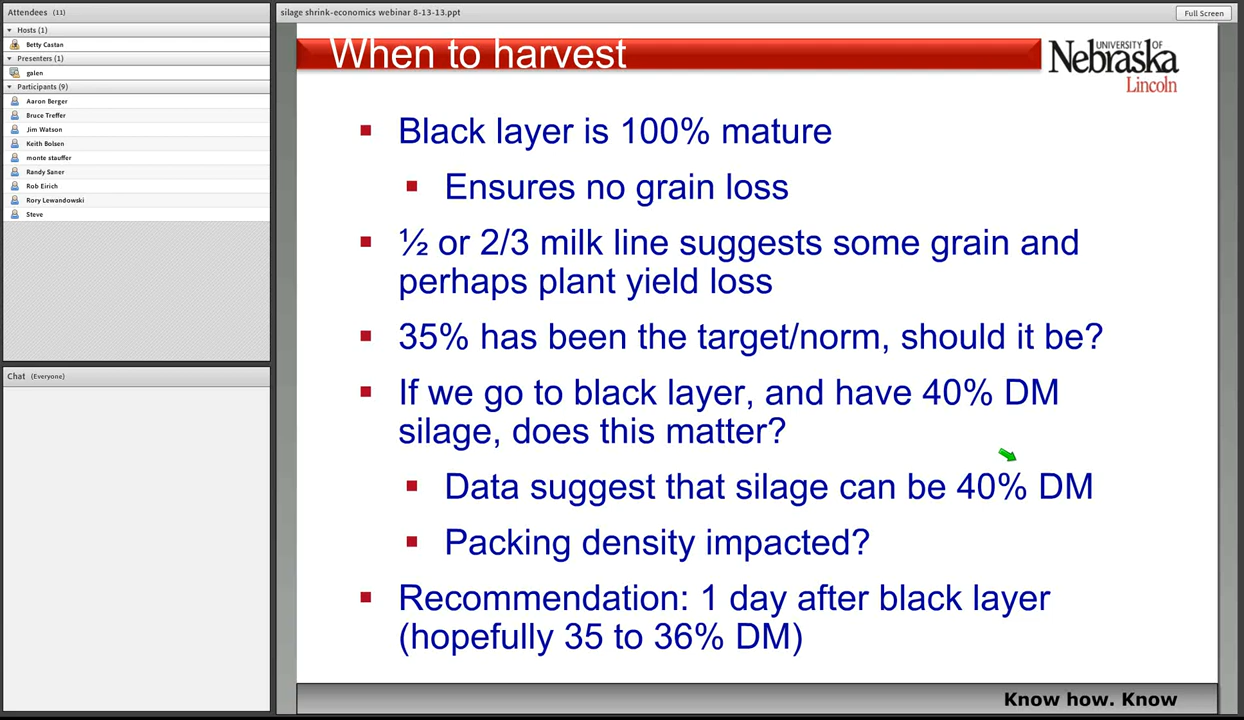 Attendees (11)
Hosts (1)
Betty Castan
Presenters (1)
galen
Participants (9)
Aaron Berger
Bruce Treffer
Jim Watson
Keith Bolsen
monte stauffer
Randy Saner
Rob Eirich
Rory Lewandowski
Steve
Chat (Everyone)
silage shrink-economics webinar 8-13-13.ppt
Full Screen
When to harvest
UNIVERSITY OF
Nebraska
Lincoln
Black layer is 100% mature
Ensures no grain loss
½ or 2/3 milk line suggests some grain and
perhaps plant yield loss
35% has been the target/norm, should it be?
If we go to black layer, and have 40% DM
silage, does this matter?
Data suggest that silage can be 40% DM
Packing density impacted?
Recommendation: 1 day after black layer
(hopefully 35 to 36% DM)
Know how. Know